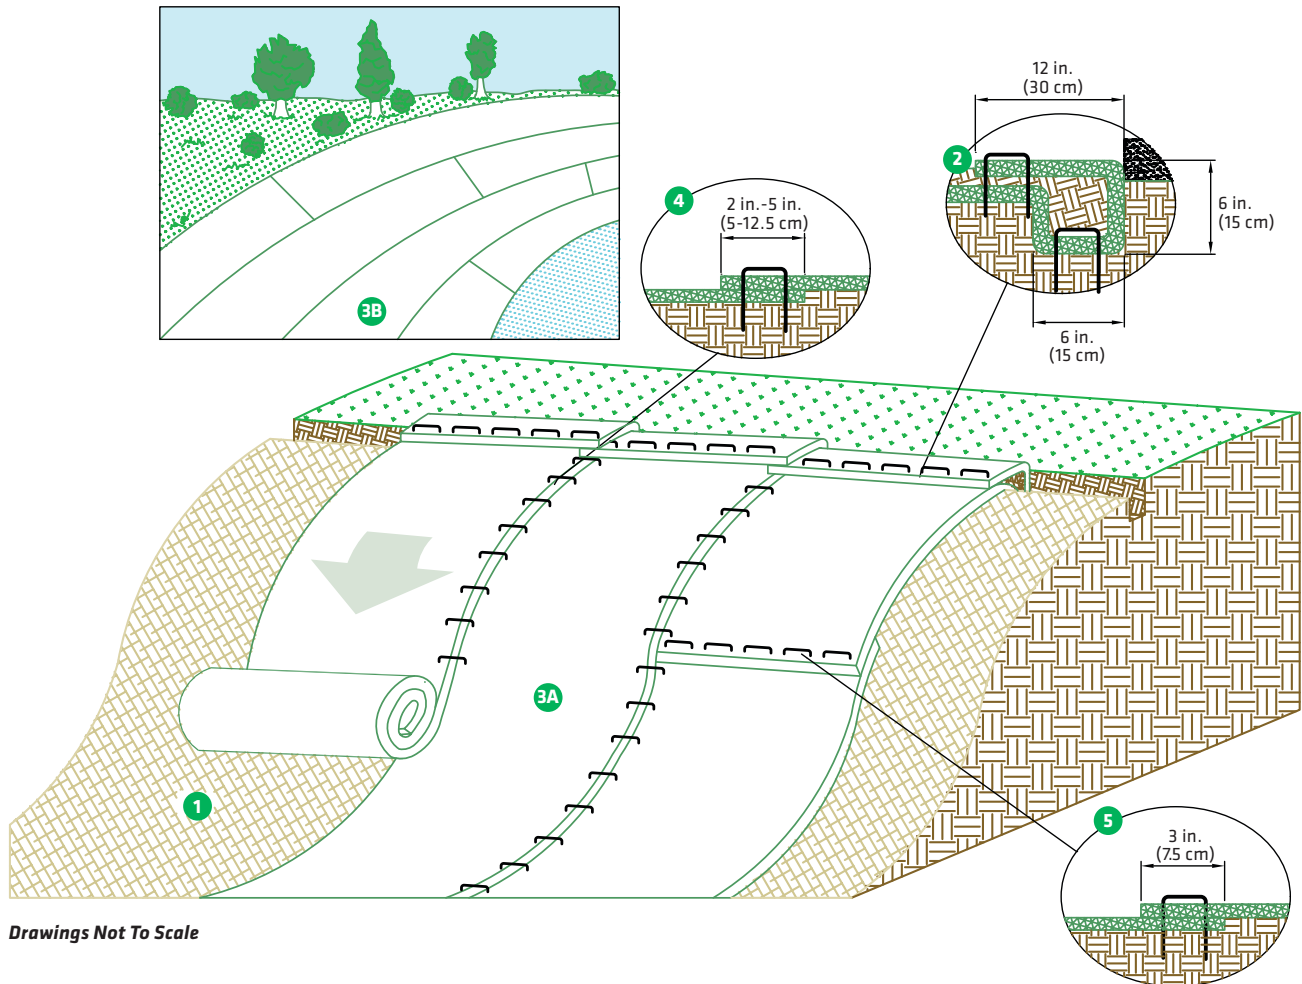 12 in.
(30 cm)
2
6 in.
(15 cm)
6 in
(15 cm)
4
2 in.-5 in.
(5-12.5 cm)
3B
3A
1
5
3 in.
(7.5 cm)
Drawings Not To Scale